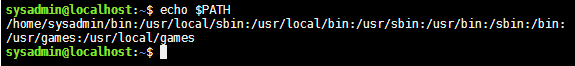 sysadmin@localhost:~$ echo $PATH
/home/sysadmin/bin:/usr/local/sbin:/usr/local/bin:/usr/sbin:/usr/bin:/sbin:/bin:
/usr/games:/usr/local/games
sysadmin@localhost:~$